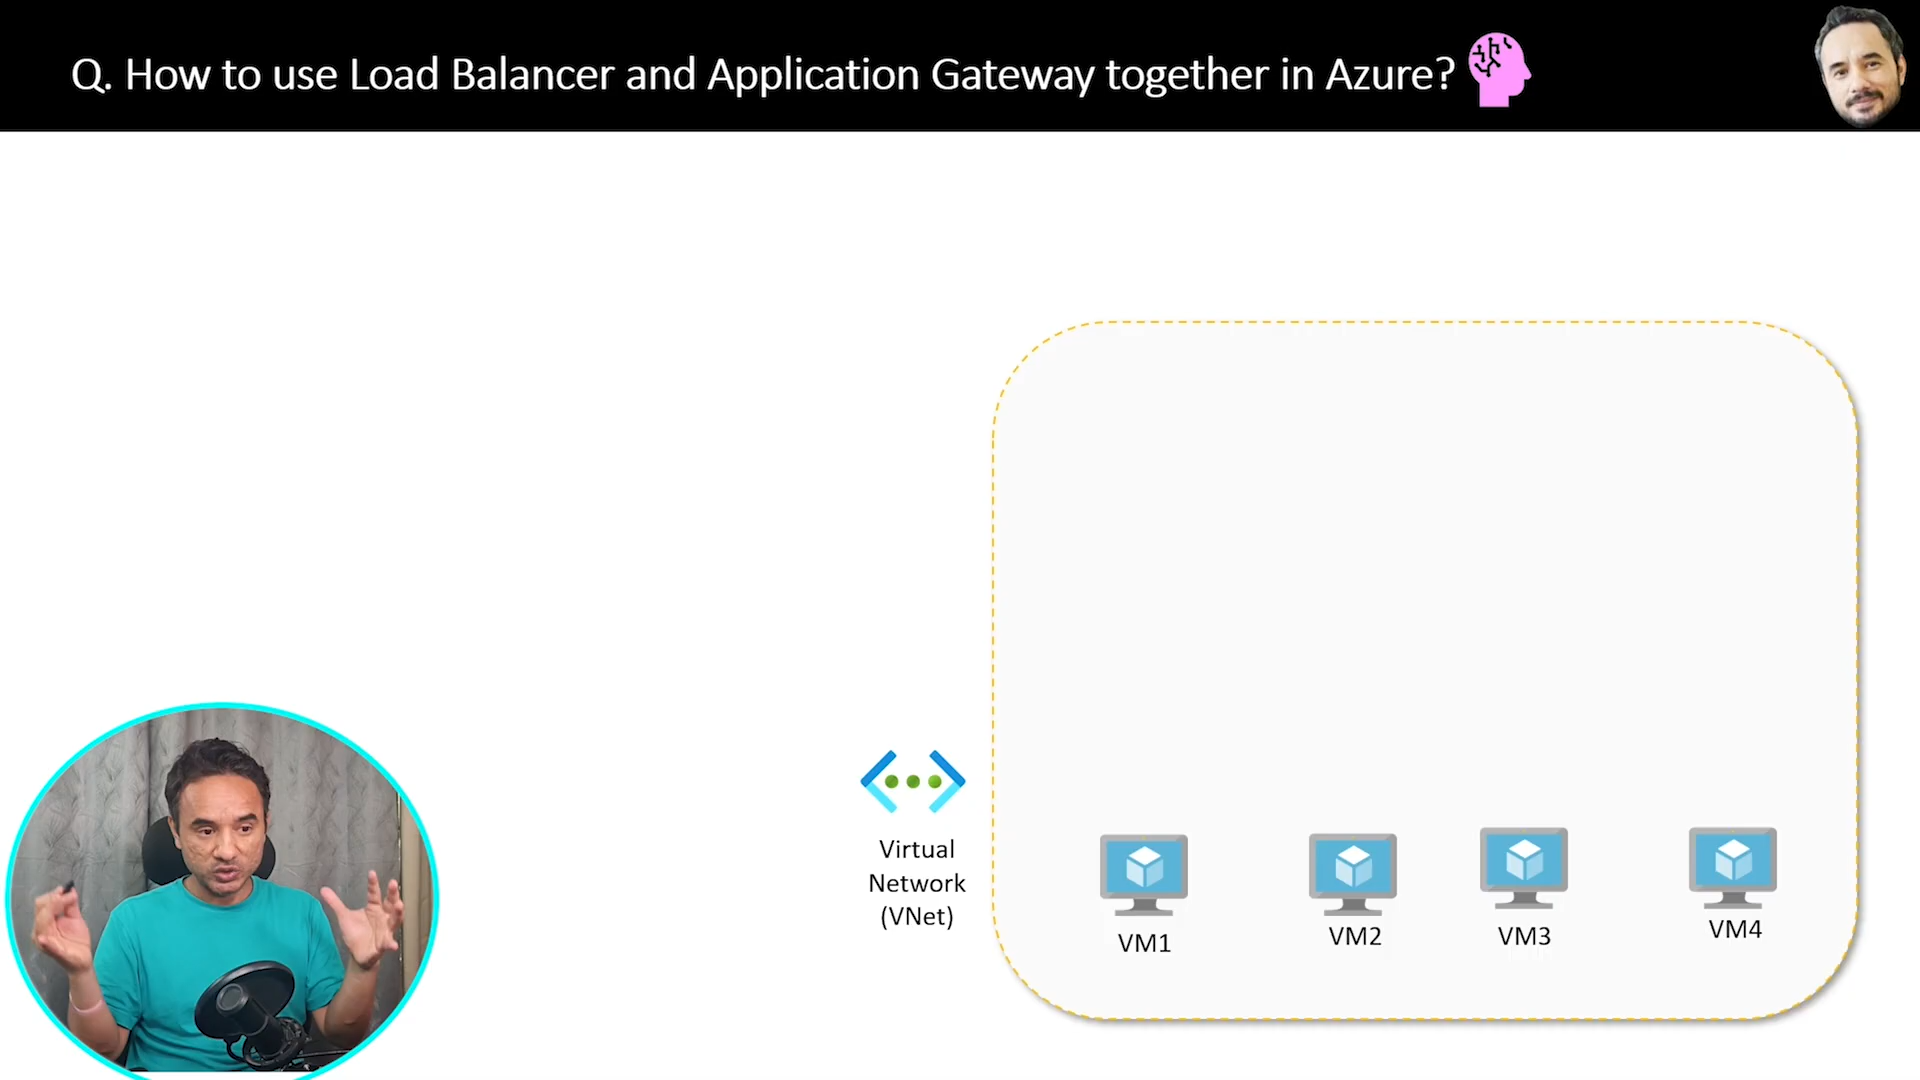 Q. How to use Load Balancer and Application Gateway together in Azure?
Virtual
Network
(VNet)
VM1
VM2
VM3
VM4